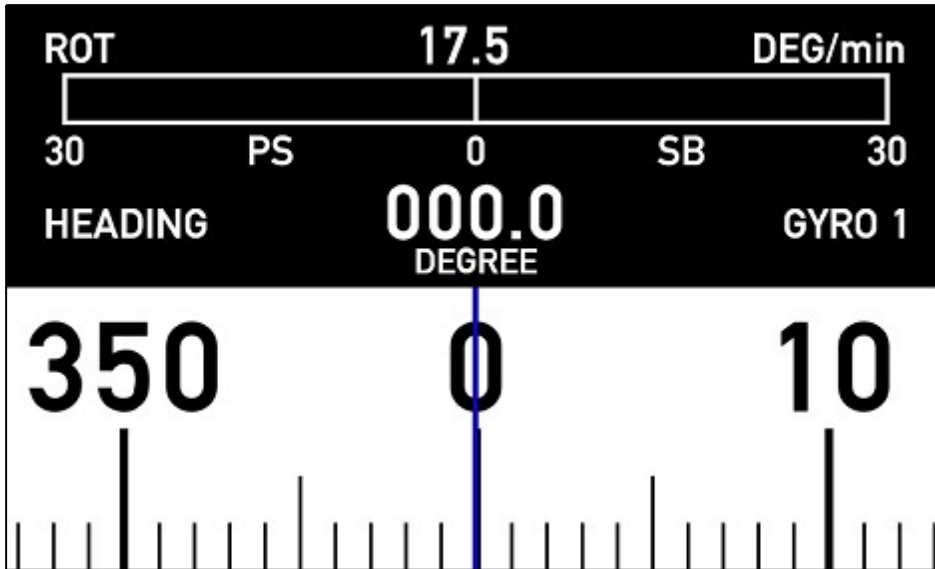 ROT 17.5 DEG/min
30 PS 0 SB 30
HEADING 000.0 GYRO 1
DEGREE
350 0 10